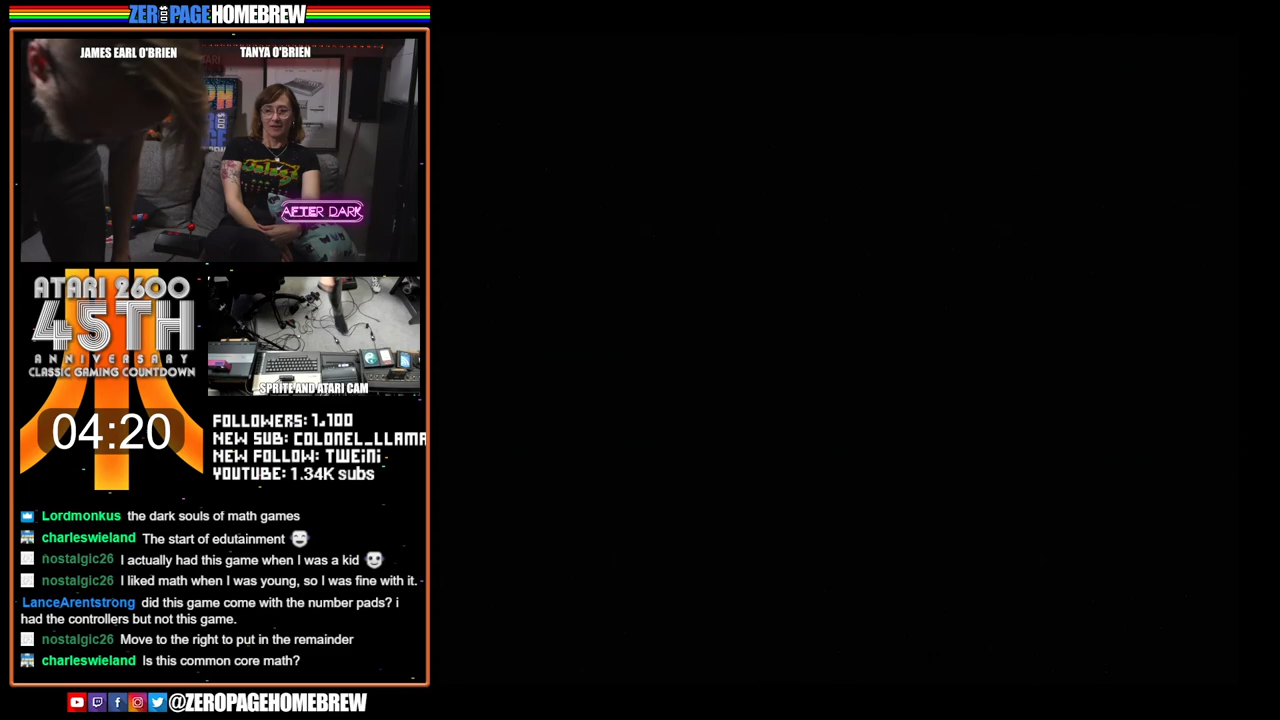 ZEROPAGEHOMEBREW
JAMES EARL O'BRIEN
TANYA O'BRIEN
AFTER DARK
ATARI 2600
45TH
ANNIVERSARY
CLASSIC GAMING COUNTDOWN
04:20
SPRITE AND ATARI CAM
FOLLOWERS: 1,100
NEW SUB: COLONEL_LLAMA
NEW FOLLOW: TWEINI
YOUTUBE: 1.34K subs
Lordmonkus the dark souls of math games
charleswieland The start of edutainment
nostalgic26 I actually had this game when I was a kid
nostalgic26 I liked math when I was young, so I was fine with it.
LanceArentstrong did this game come with the number pads? i
had the controllers but not this game.
nostalgic26 Move to the right to put in the remainder
charleswieland Is this common core math?
@ZEROPAGEHOMEBREW